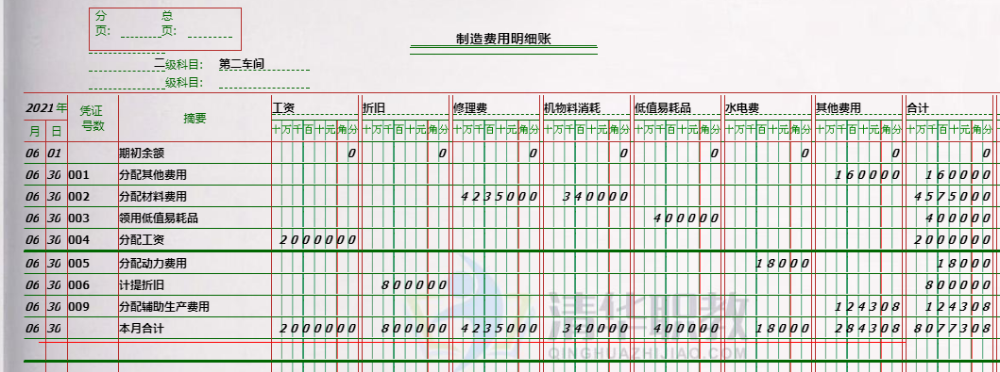 分 总
页: 页:
制造费用明细账
二级科目: 第二车间
级科目:
2021 年 凭证号数 摘要 工资 折旧 修理费 机物料消耗 低值易耗品 水电费 其他费用 合计
月 日 十万千百十元角分 十万千百十元角分 十万千百十元角分 十万千百十元角分 十万千百十元角分 十万千百十元角分 十万千百十元角分 十万千百十元角分
06 01 期初余额 0 0 0 0 0 0 0 0
06 30 001 分配其他费用 160000 160000
06 30 002 分配材料费用 4235000 340000 4575000
06 30 003 领用低值易耗品 400000 400000
06 30 004 分配工资 2000000 2000000
06 30 005 分配动力费用 18000 18000
06 30 006 计提折旧 800000 800000
06 30 009 分配辅助生产费用 124308 124308
06 30 本月合计 2000000 800000 4235000 340000 400000 18000 284308 8077308
清华职教
QINGHUAZHIJIAO.COM